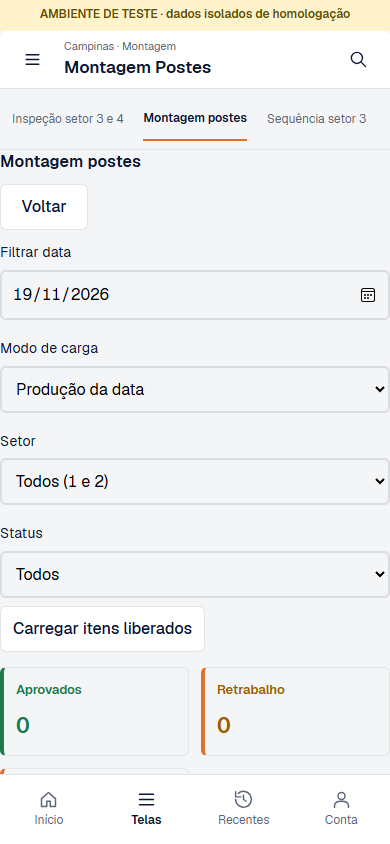 AMBIENTE DE TESTE · dados isolados de homologação
Campinas · Montagem
Montagem Postes
Inspeção setor 3 e 4
Montagem postes
Sequência setor 3
Montagem postes
Voltar
Filtrar data
19/11/2026
Modo de carga
Produção da data
Setor
Todos (1 e 2)
Status
Todos
Carregar itens liberados
Aprovados
Retrabalho
0
0
Início
Telas
Recentes
Conta